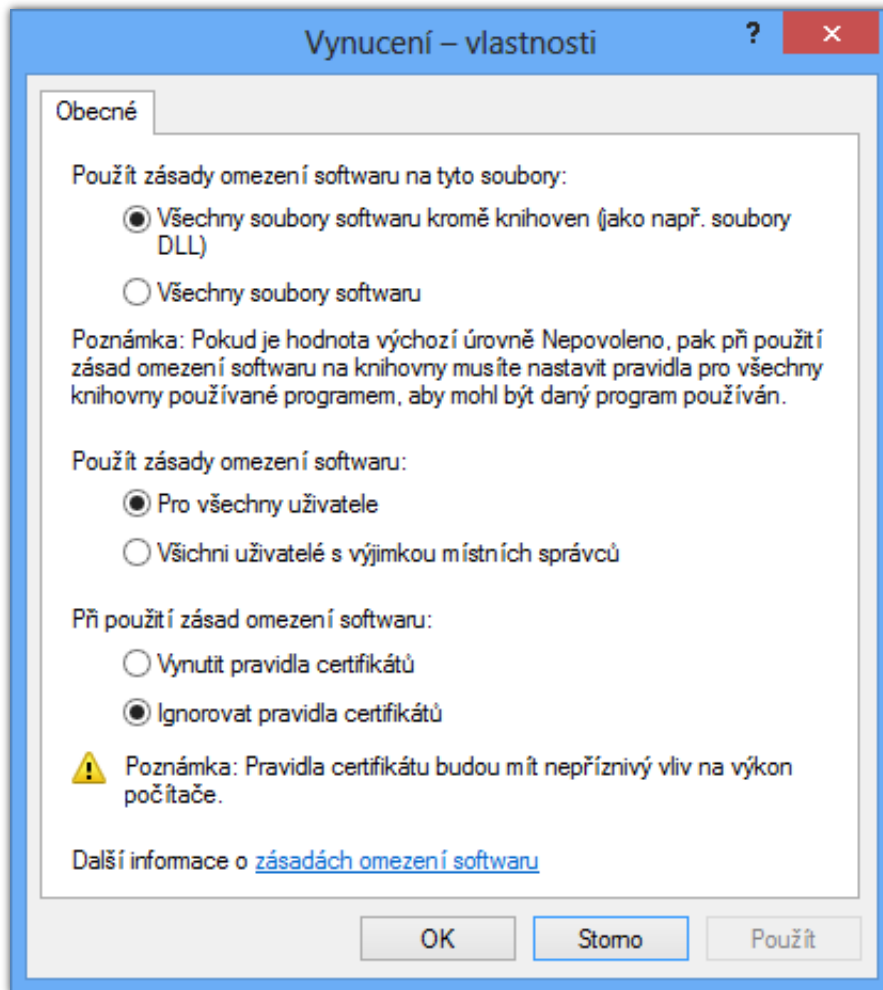 Vynucení – vlastnosti
?
Obecné
Použít zásady omezení softwaru na tyto soubory:
Všechny soubory softwaru kromě knihoven (jako např. soubory
DLL)
Všechny soubory softwaru
Poznámka: Pokud je hodnota výchozí úrovně Nepovoleno, pak při použití
zásad omezení softwaru na knihovny musíte nastavit pravidla pro všechny
knihovny používané programem, aby mohl být daný program používán.
Použít zásady omezení softwaru:
Pro všechny uživatele
Všichni uživatelé s výjimkou místních správců
Při použití zásad omezení softwaru:
Vynutit pravidla certifikátů
Ignorovat pravidla certifikátů
Poznámka: Pravidla certifikátu budou mít nepříznivý vliv na výkon
počítače.
Další informace o zásadách omezení softwaru
OK
Storno
Použít